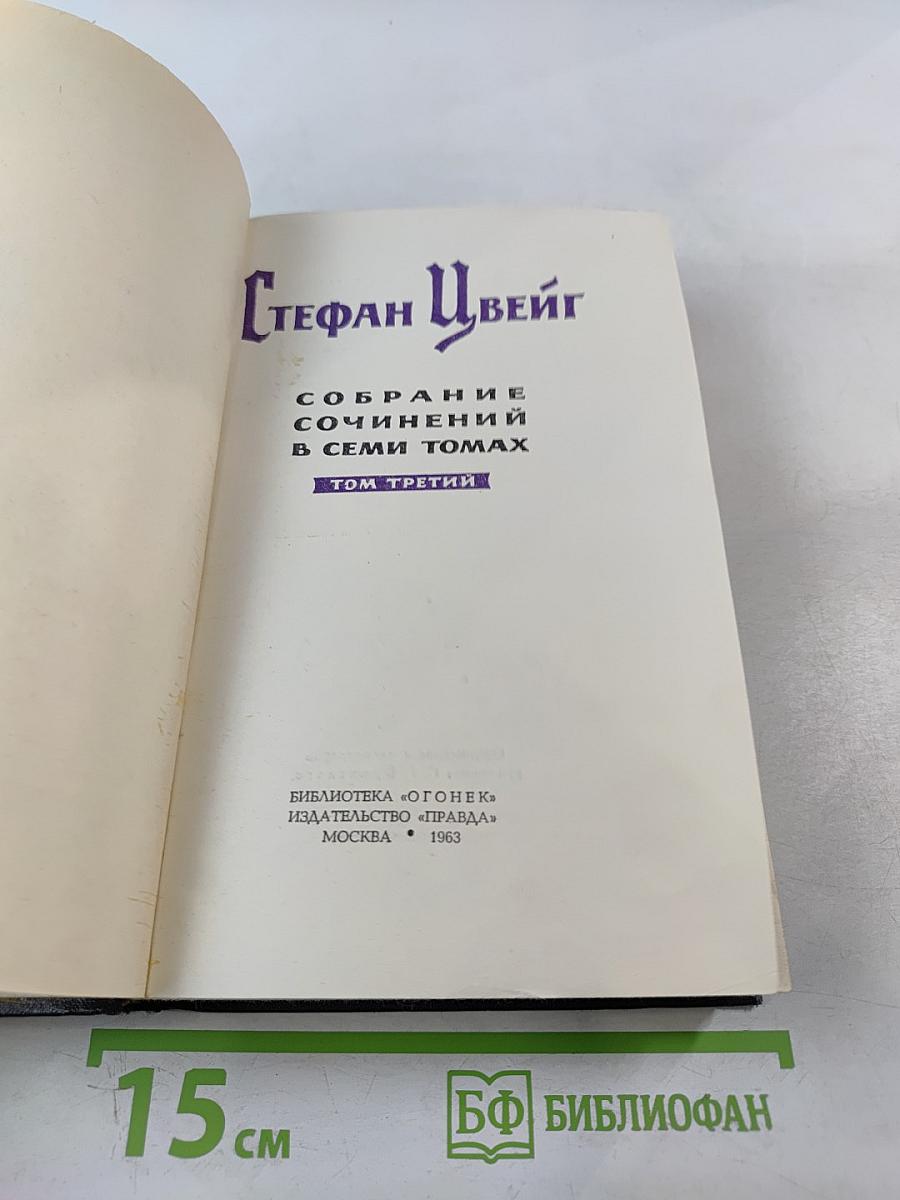 Стефан Цвейг
СОБРАНИЕ
СОЧИНЕНИЙ
В СЕМИ ТОМАХ
ТОМ ТРЕТИЙ
БИБЛИОТЕКА «ОГОНЕК»
ИЗДАТЕЛЬСТВО «ПРАВДА»
МОСКВА • 1963
15 см
БФ БИБЛИОФАН